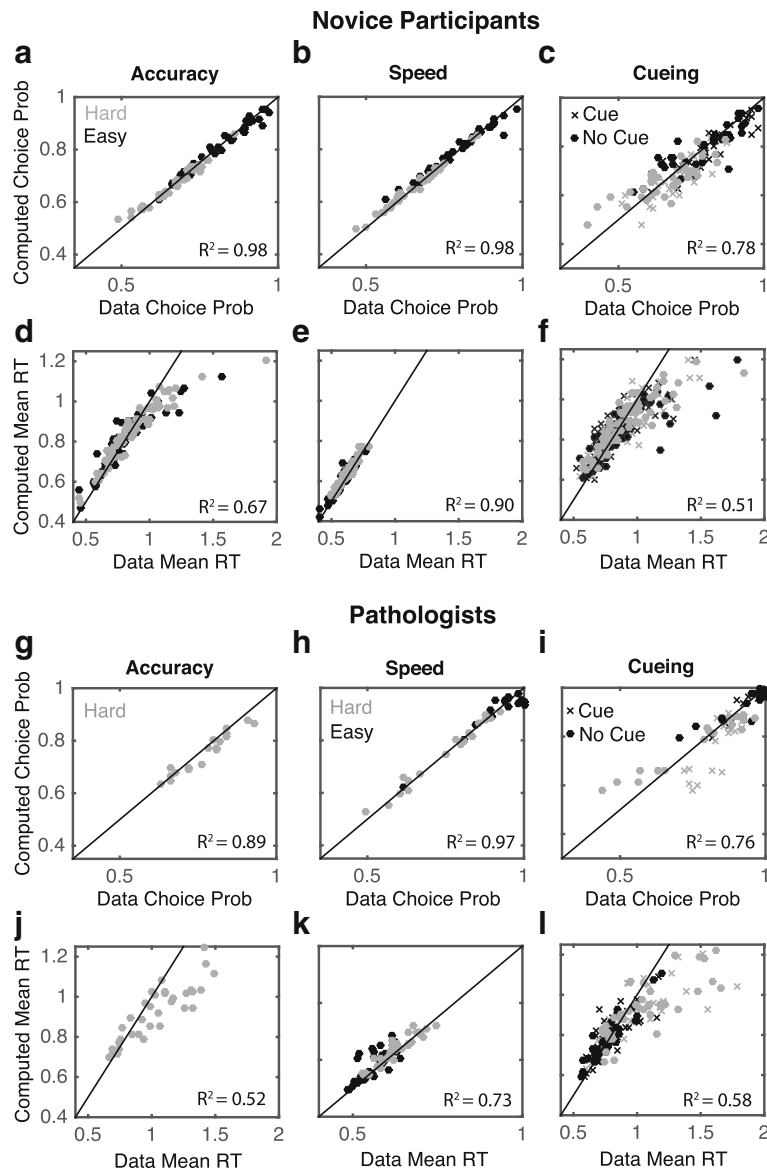 Novice Participants
a Accuracy
b Speed
c Cueing
Computed Choice Prob
1
0.8
0.6
0.4
Hard
Easy
R² = 0.98
0.5 1
Data Choice Prob
R² = 0.98
0.5 1
Data Choice Prob
× Cue
No Cue
R² = 0.78
0.5 1
Data Choice Prob
d
e
f
Computed Mean RT
1.2
1
0.8
0.6
0.4
R² = 0.67
0.5 1 1.5 2
Data Mean RT
R² = 0.90
0.5 1 1.5 2
Data Mean RT
R² = 0.51
0.5 1 1.5 2
Data Mean RT
Pathologists
g Accuracy
h Speed
i Cueing
Computed Choice Prob
1
0.8
0.6
0.4
Hard
R² = 0.89
0.5 1
Data Choice Prob
Hard
Easy
R² = 0.97
0.5 1
Data Choice Prob
× Cue
No Cue
R² = 0.76
0.5 1
Data Choice Prob
j
k
l
Computed Mean RT
1.2
1
0.8
0.6
0.4
R² = 0.52
0.5 1 1.5 2
Data Mean RT
R² = 0.73
0.5 1
Data Mean RT
R² = 0.58
0.5 1 1.5 2
Data Mean RT